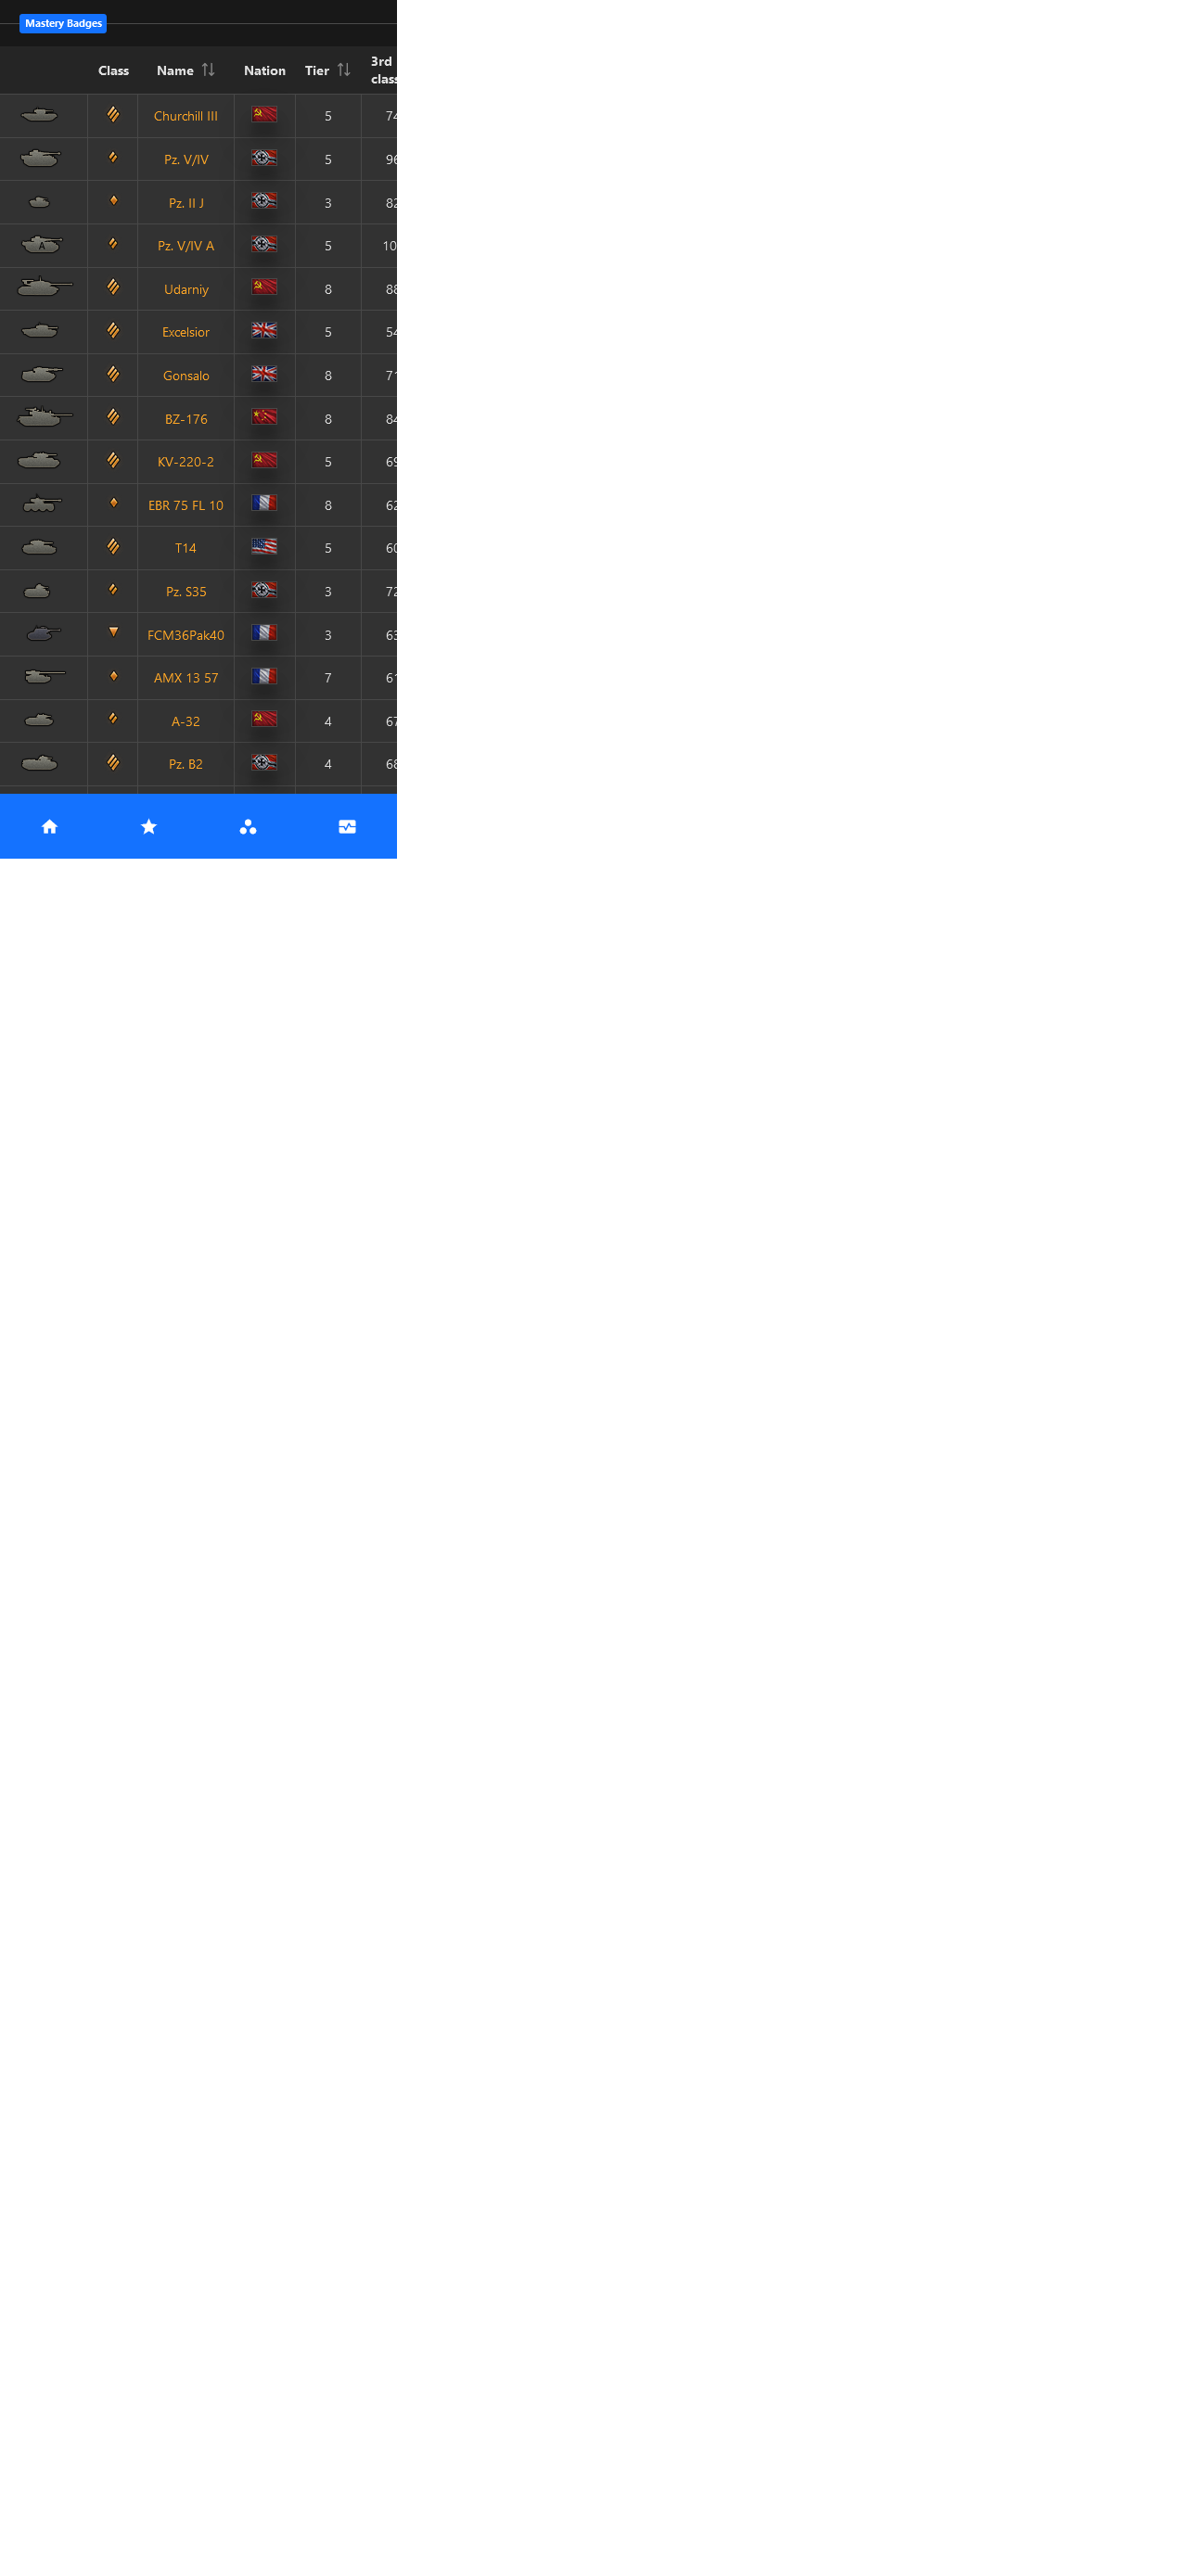 Mastery Badges
Class Name Nation Tier 3rd class
Churchill III 5 74
Pz. V/IV 5 96
Pz. II J 3 82
A Pz. V/IV A 5 10
Udarniy 8 88
Excelsior 5 54
Gonsalo 8 71
BZ-176 8 84
KV-220-2 5 69
EBR 75 FL 10 8 62
T14 5 60
Pz. S35 3 72
FCM36Pak40 3 63
AMX 13 57 7 61
A-32 4 67
Pz. B2 4 68